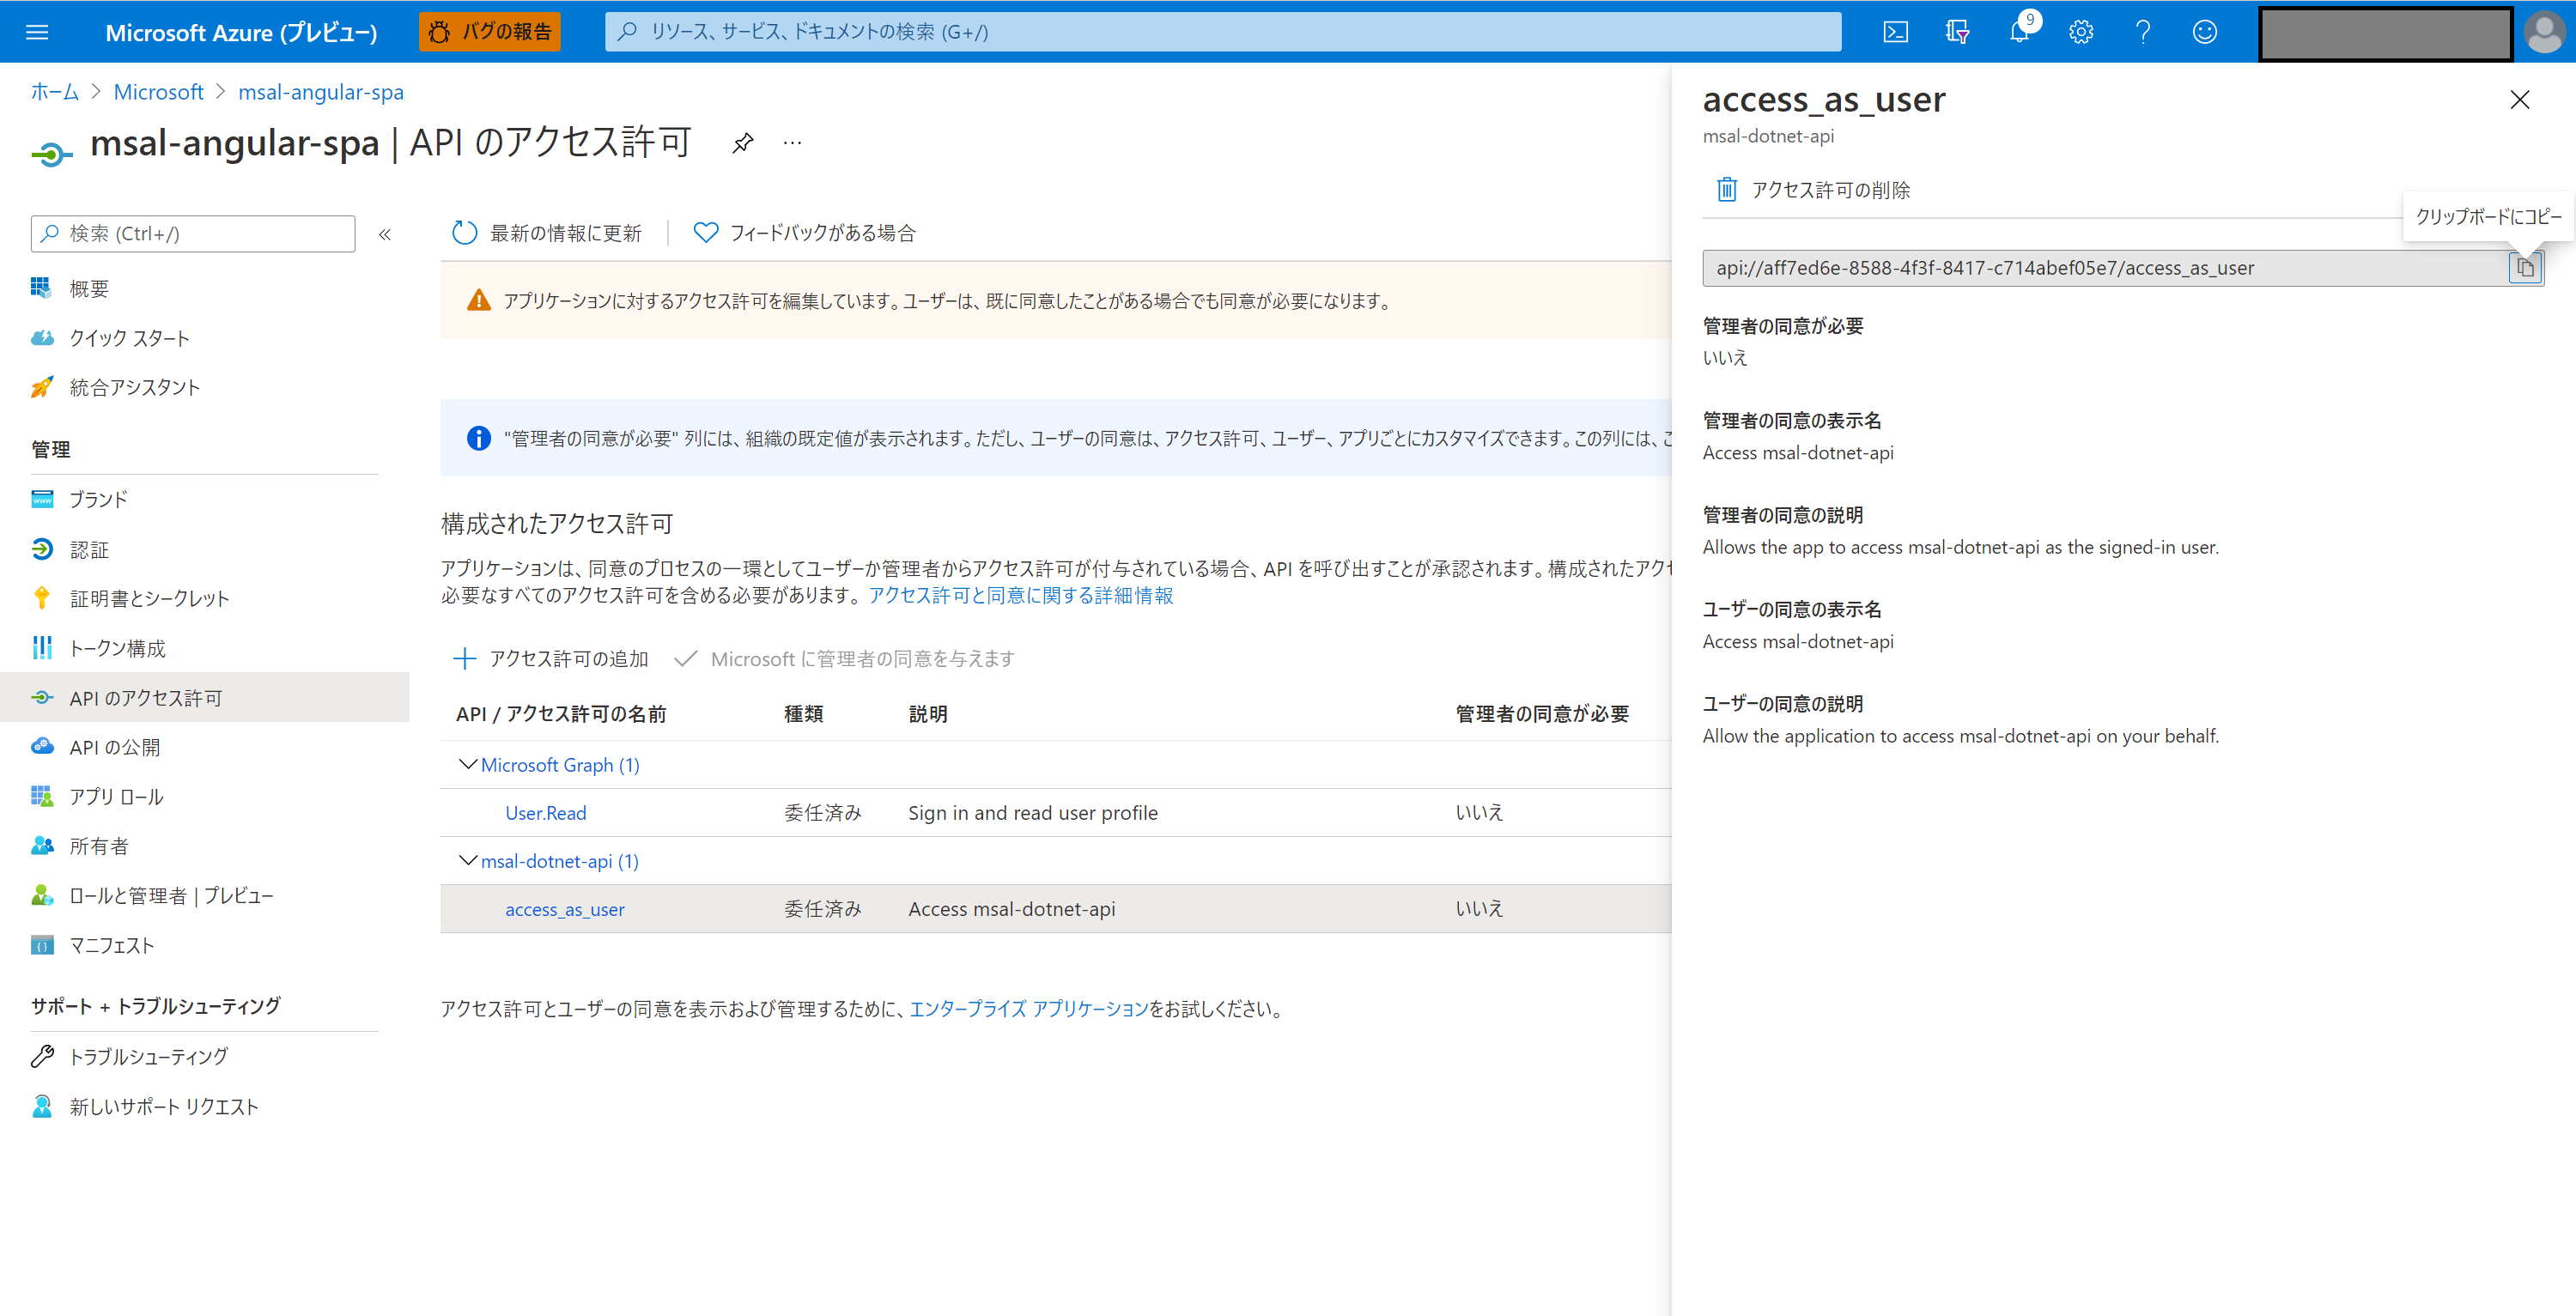 Microsoft Azure (プレビュー)
バグの報告
リソース、サービス、ドキュメントの検索 (G+/)
9
ホーム > Microsoft > msal-angular-spa
msal-angular-spa | API のアクセス許可
検索 (Ctrl+/)
概要
クイック スタート
統合アシスタント
管理
ブランド
認証
証明書とシークレット
トークン構成
API のアクセス許可
API の公開
アプリ ロール
所有者
ロールと管理者 | プレビュー
マニフェスト
サポート + トラブルシューティング
トラブルシューティング
新しいサポート リクエスト
最新の情報に更新
フィードバックがある場合
アプリケーションに対するアクセス許可を編集しています。ユーザーは、既に同意したことがある場合でも同意が必要になります。
"管理者の同意が必要" 列には、組織の既定値が表示されます。ただし、ユーザーの同意は、アクセス許可、ユーザー、アプリごとにカスタマイズできます。この列には、こ
構成されたアクセス許可
アプリケーションは、同意のプロセスの一環としてユーザーか管理者からアクセス許可が付与されている場合、API を呼び出すことが承認されます。構成されたアクセ
必要なすべてのアクセス許可を含める必要があります。 アクセス許可と同意に関する詳細情報
アクセス許可の追加
Microsoft に管理者の同意を与えます
API / アクセス許可の名前 種類 説明 管理者の同意が必要
Microsoft Graph (1)
User.Read 委任済み Sign in and read user profile いいえ
msal-dotnet-api (1)
access_as_user 委任済み Access msal-dotnet-api いいえ
アクセス許可とユーザーの同意を表示および管理するために、エンタープライズ アプリケーションをお試しください。
access_as_user
msal-dotnet-api
アクセス許可の削除
クリップボードにコピー
api://aff7ed6e-8588-4f3f-8417-c714abef05e7/access_as_user
管理者の同意が必要
いいえ
管理者の同意の表示名
Access msal-dotnet-api
管理者の同意の説明
Allows the app to access msal-dotnet-api as the signed-in user.
ユーザーの同意の表示名
Access msal-dotnet-api
ユーザーの同意の説明
Allow the application to access msal-dotnet-api on your behalf.